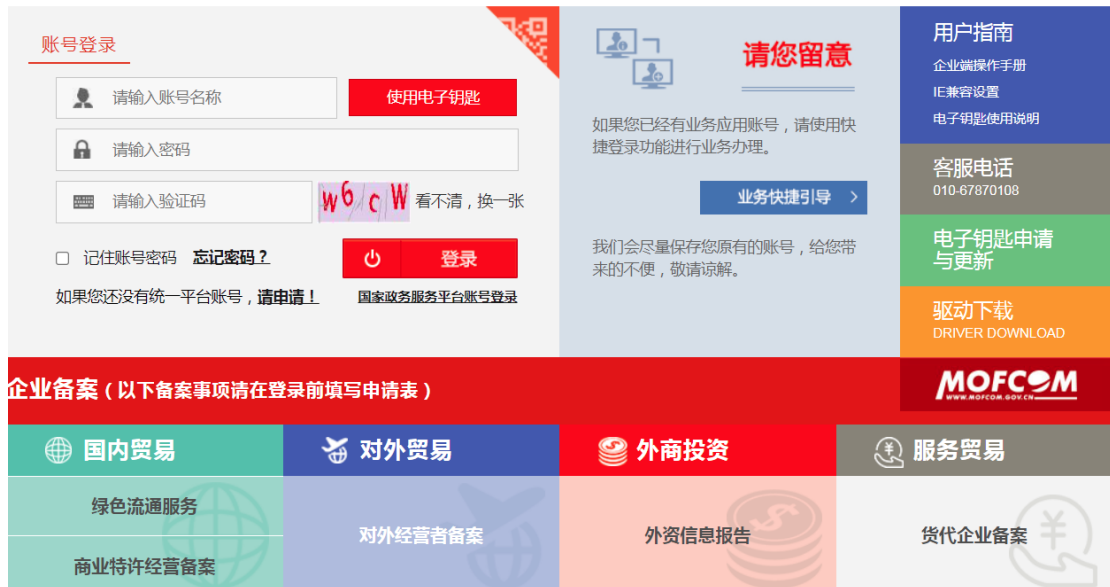 账号登录
请输入账号名称
使用电子钥匙
请输入密码
请输入验证码
w6cW
看不清，换一张
记住账号密码 忘记密码？
登录
如果您还没有统一平台账号，请申请！
国家政务服务平台账号登录
请您留意
如果您已经有业务应用账号，请使用快
捷登录功能进行业务办理。
业务快捷引导 >
我们会尽量保存您原有的账号，给您带
来的不便，敬请谅解。
用户指南
企业端操作手册
IE兼容设置
电子钥匙使用说明
客服电话
010-67870108
电子钥匙申请
与更新
驱动下载
DRIVER DOWNLOAD
企业备案（以下备案事项请在登录前填写申请表）
MOFCOM
WWW.MOFCOM.GOV.CN
国内贸易
绿色流通服务
商业特许经营备案
对外贸易
对外经营者备案
外商投资
外资信息报告
服务贸易
货代企业备案